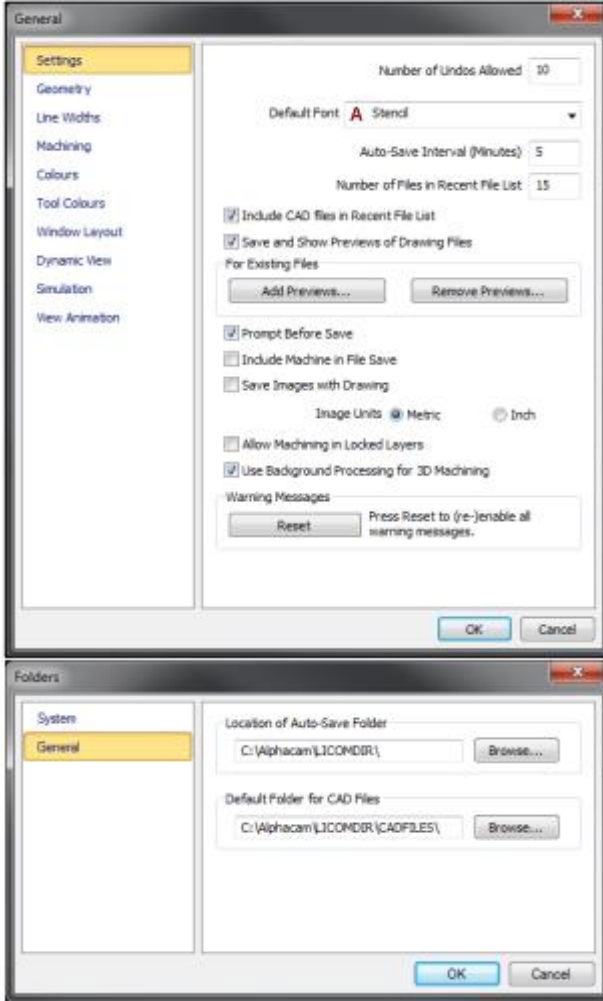 General
Settings
Geometry
Line Widths
Machining
Colours
Tool Colours
Window Layout
Dynamic View
Simulation
View Animation
Number of Undos Allowed 10
Default Font A Stencil
Auto-Save Interval (Minutes) 5
Number of Files in Recent File List 15
Include CAD files in Recent File List
Save and Show Previews of Drawing Files
For Existing Files
Add Previews... Remove Previews...
Prompt Before Save
Include Machine in File Save
Save Images with Drawing
Image Units Metric Inch
Allow Machining in Locked Layers
Use Background Processing for 3D Machining
Warning Messages
Reset Press Reset to (re-)enable all
warning messages.
OK Cancel
Folders
System
General
Location of Auto-Save Folder
C:\Alphacam\LICOMDIR\ Browse...
Default Folder for CAD Files
C:\Alphacam\LICOMDIR\CADFILES\ Browse...
OK Cancel